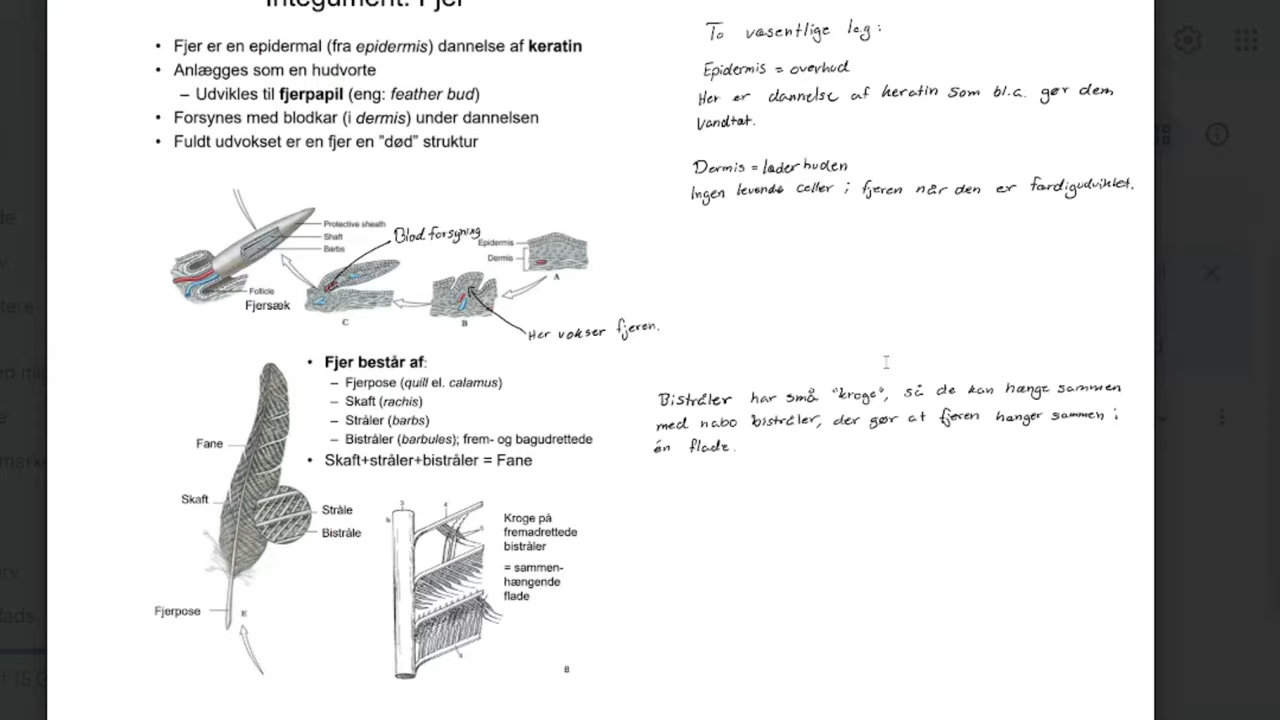 Integument: Fjer
• Fjer er en epidermal (fra epidermis) dannelse af keratin
• Anlægges som en hudvorte
– Udvikles til fjerpapil (eng: feather bud)
• Forsynes med blodkar (i dermis) under dannelsen
• Fuldt udvokset er en fjer en "død" struktur
Protective sheath
Shaft
Barbs
Follicle
Fjersæk
Blod forsyning
Epidermis
Dermis
A
B
C
Her vokser fjeren.
• Fjer består af:
– Fjerpose (quill el. calamus)
– Skaft (rachis)
– Stråler (barbs)
– Bistråler (barbules); frem- og bagudrettede
• Skaft+stråler+bistråler = Fane
Fane
Skaft
Stråle
Bistråle
Fjerpose
E
3
4
5
Kroge på
fremadrettede
bistråler
= sammen-
hængende
flade
8
To væsentlige lag:
Epidermis = overhud
Her er dannelse af keratin som bl.a. gør dem
vandtæt.
Dermis = læderhuden
Ingen levende celler i fjeren når den er færdigudviklet.
Bistråler har små "kroge", så de kan hænge sammen
med nabo bistråler, der gør at fjeren hænger sammen i
én flade.